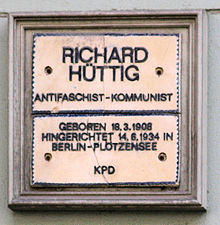 RICHARD
HÜTTIG
ANTIFASCHIST-KOMMUNIST
GEBOREN 18.3.1908
HINGERICHTET 14.6.1934 IN
BERLIN-PLÖTZENSEE
KPD